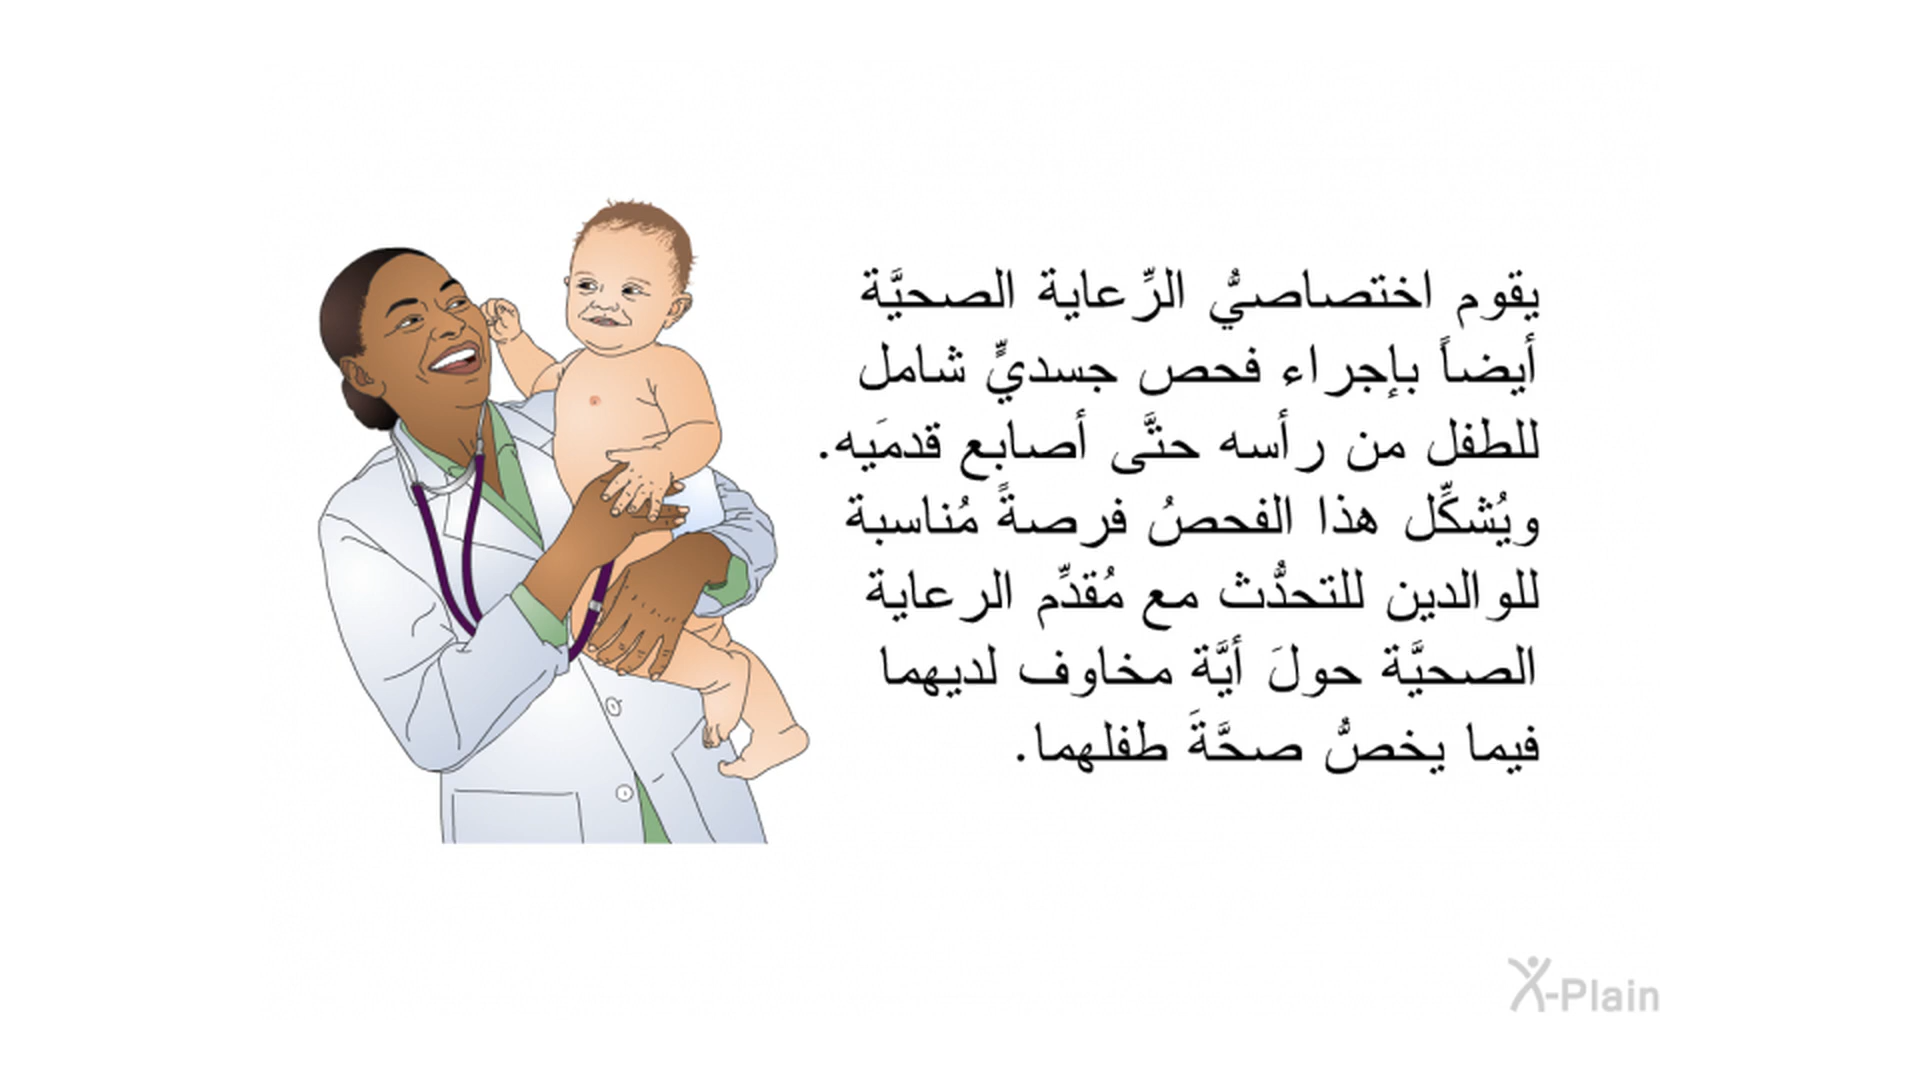 يقوم اختصاصيُّ الرِّعاية الصحيَّة
أيضاً بإجراء فحص جسديٍّ شامل
للطفل من رأسه حتَّى أصابع قدمَيه.
ويُشكِّل هذا الفحصُ فرصةً مُناسبة
للوالدين للتحدُّث مع مُقدِّم الرعاية
الصحيَّة حولَ أيَّة مخاوف لديهما
فيما يخصُّ صحَّةَ طفلهما.
X-Plain